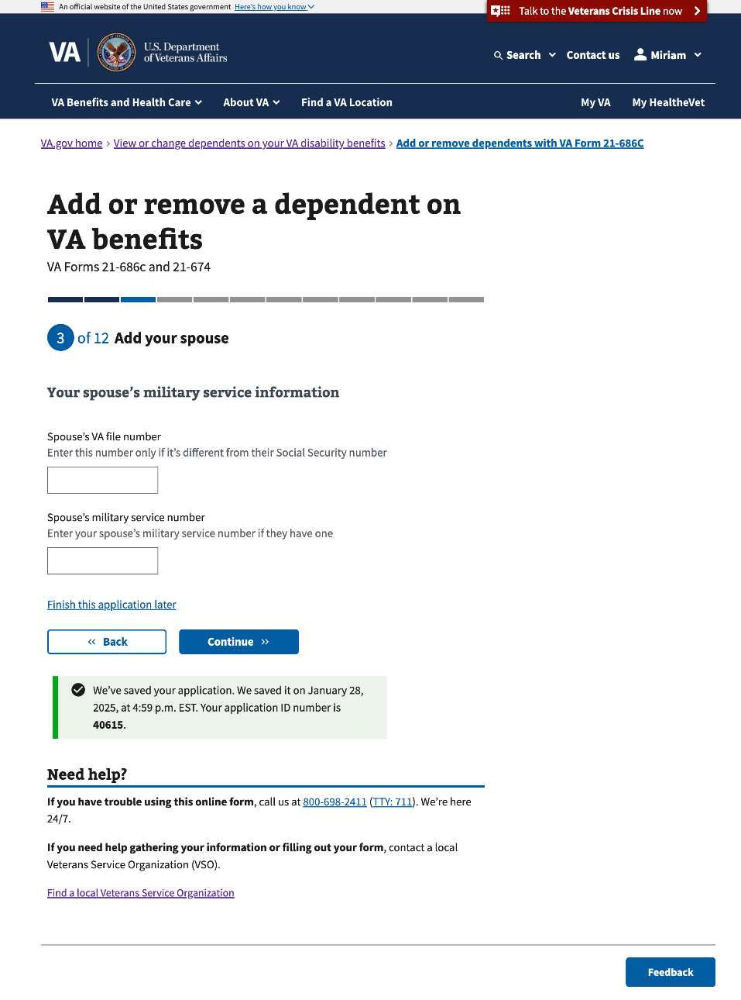 An official website of the United States government Here's how you know
Talk to the Veterans Crisis Line now
VA
U.S. Department
of Veterans Affairs
Search
Contact us
Miriam
VA Benefits and Health Care
About VA
Find a VA Location
My VA
My HealtheVet
VA.gov home › View or change dependents on your VA disability benefits › Add or remove dependents with VA Form 21-686C
Add or remove a dependent on
VA benefits
VA Forms 21-686c and 21-674
3 of 12 Add your spouse
Your spouse's military service information
Spouse's VA file number
Enter this number only if it's different from their Social Security number
Spouse's military service number
Enter your spouse's military service number if they have one
Finish this application later
« Back
Continue »
We've saved your application. We saved it on January 28,
2025, at 4:59 p.m. EST. Your application ID number is
40615.
Need help?
If you have trouble using this online form, call us at 800-698-2411 (TTY: 711). We're here
24/7.
If you need help gathering your information or filling out your form, contact a local
Veterans Service Organization (VSO).
Find a local Veterans Service Organization
Feedback